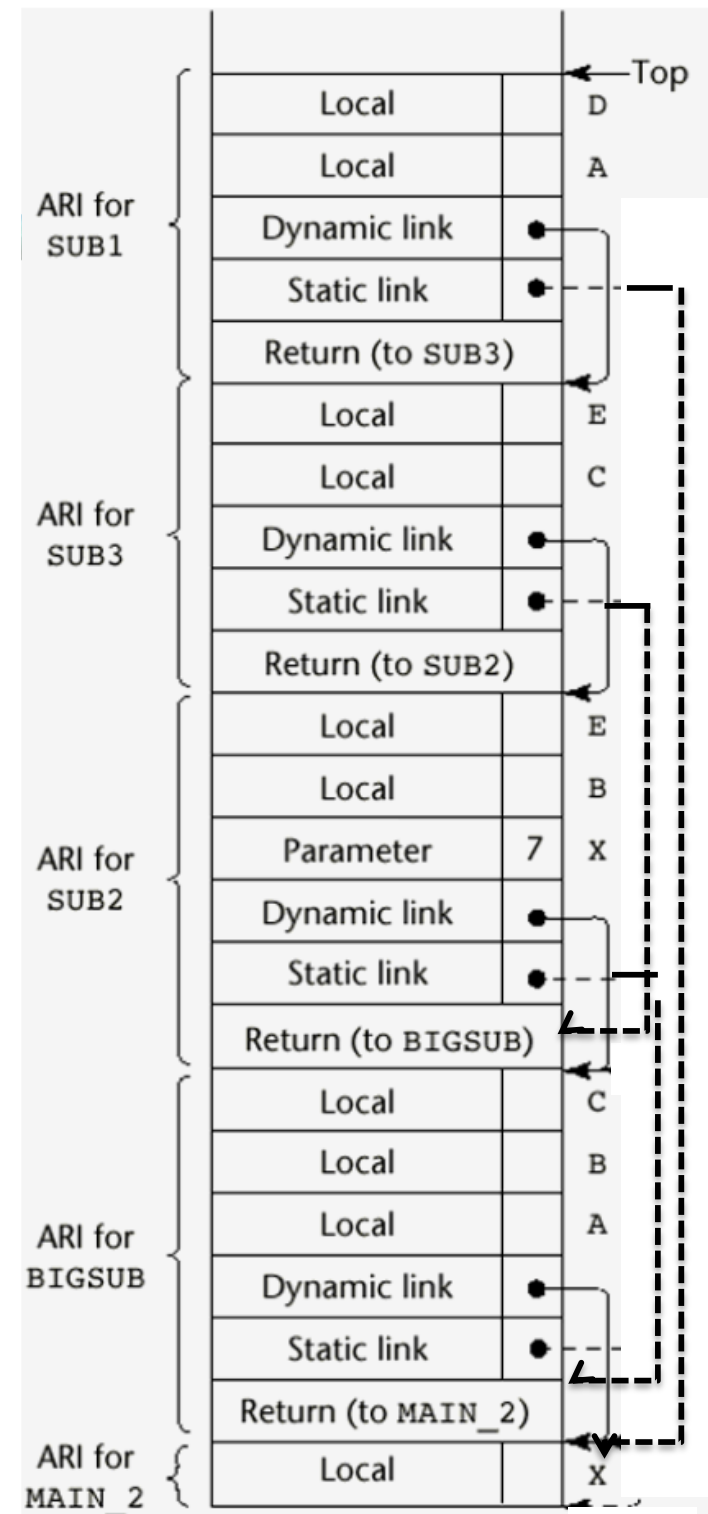 Top
Local D
Local A
ARI for
SUB1
Dynamic link
Static link
Return (to SUB3)
Local E
Local C
ARI for
SUB3
Dynamic link
Static link
Return (to SUB2)
Local E
Local B
Parameter 7 X
ARI for
SUB2
Dynamic link
Static link
Return (to BIGSUB)
Local C
Local B
Local A
ARI for
BIGSUB
Dynamic link
Static link
Return (to MAIN_2)
ARI for
MAIN_2
Local X